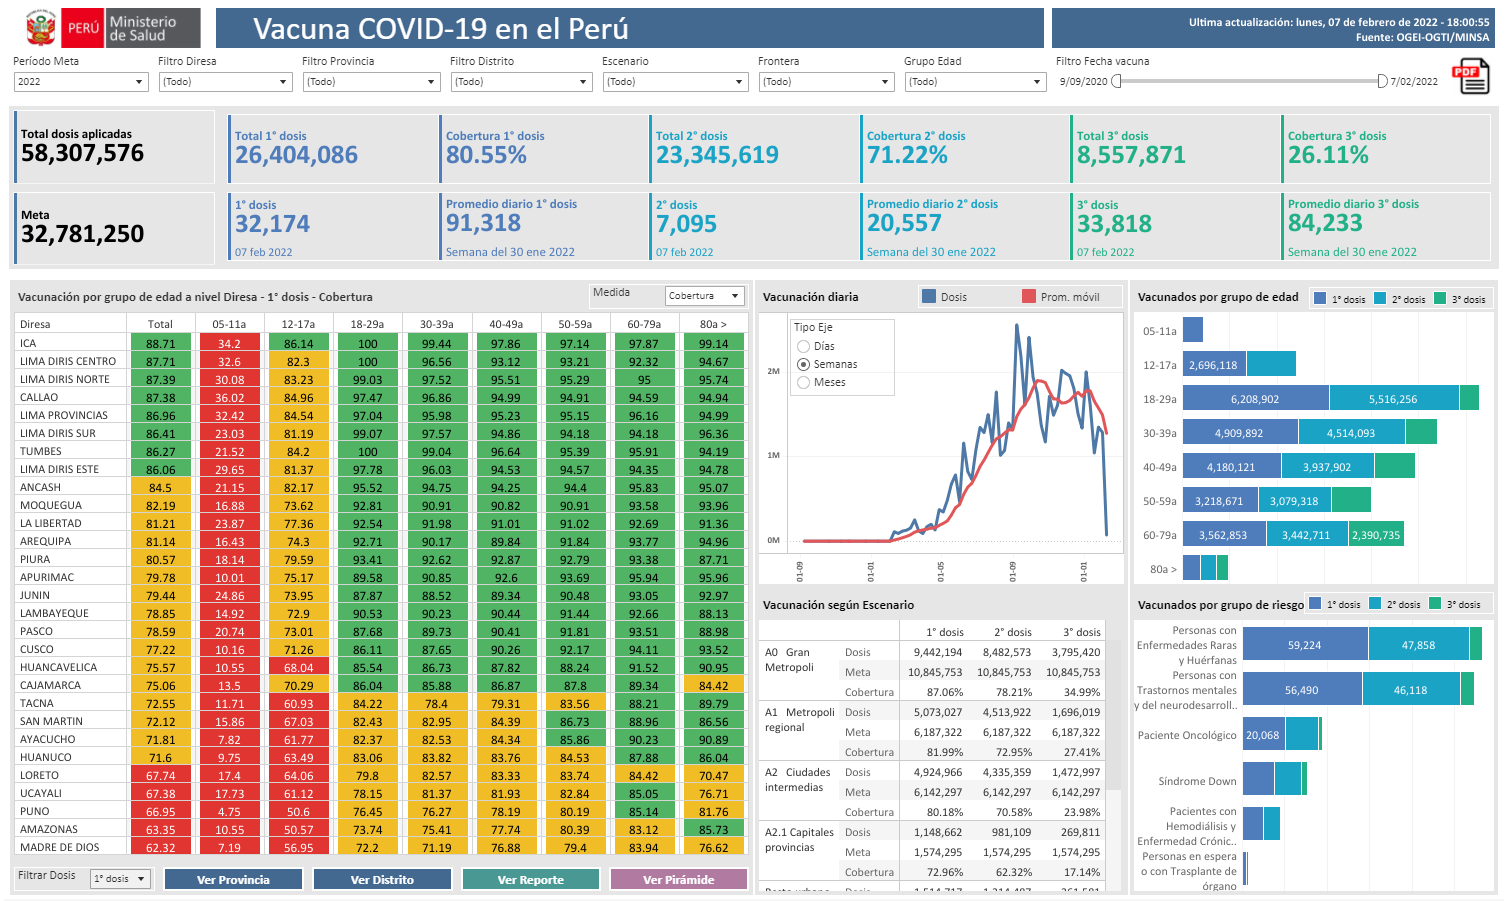 PERÚ
Ministerio
de Salud
Vacuna COVID-19 en el Perú
Ultima actualización: lunes, 07 de febrero de 2022 - 18:00:55
Fuente: OGEI-OGTI/MINSA
Período Meta
Filtro Diresa
Filtro Provincia
Filtro Distrito
Escenario
Frontera
Grupo Edad
Filtro Fecha vacuna
2022
(Todo)
(Todo)
(Todo)
(Todo)
(Todo)
(Todo)
9/09/2020
7/02/2022
PDF
Total dosis aplicadas
58,307,576
Total 1° dosis
26,404,086
Cobertura 1° dosis
80.55%
Total 2° dosis
23,345,619
Cobertura 2° dosis
71.22%
Total 3° dosis
8,557,871
Cobertura 3° dosis
26.11%
Meta
32,781,250
1° dosis
32,174
07 feb 2022
Promedio diario 1° dosis
91,318
Semana del 30 ene 2022
2° dosis
7,095
07 feb 2022
Promedio diario 2° dosis
20,557
Semana del 30 ene 2022
3° dosis
33,818
07 feb 2022
Promedio diario 3° dosis
84,233
Semana del 30 ene 2022
Vacunación por grupo de edad a nivel Diresa - 1° dosis - Cobertura
Medida
Cobertura
Diresa Total 05-11a 12-17a 18-29a 30-39a 40-49a 50-59a 60-79a 80a >
ICA 88.71 34.2 86.14 100 99.44 97.86 97.14 97.87 99.14
LIMA DIRIS CENTRO 87.71 32.6 82.3 100 96.56 93.12 93.21 92.32 94.67
LIMA DIRIS NORTE 87.39 30.08 83.23 99.03 97.52 95.51 95.29 95 95.74
CALLAO 87.38 36.02 84.96 97.47 96.86 94.99 94.91 94.59 94.94
LIMA PROVINCIAS 86.96 32.42 84.54 97.04 95.98 95.23 95.15 96.16 94.99
LIMA DIRIS SUR 86.41 23.03 81.19 99.07 97.57 94.86 94.18 94.18 96.36
TUMBES 86.27 21.52 84.2 100 99.04 96.64 95.39 95.91 94.19
LIMA DIRIS ESTE 86.06 29.65 81.37 97.78 96.03 94.53 94.57 94.35 94.78
ANCASH 84.5 21.15 82.17 95.52 94.75 94.25 94.4 95.83 95.07
MOQUEGUA 82.19 16.88 73.62 92.81 90.91 90.82 90.91 93.58 93.96
LA LIBERTAD 81.21 23.87 77.36 92.54 91.98 91.01 91.02 92.69 91.36
AREQUIPA 81.14 16.43 74.3 92.71 90.17 89.84 91.84 93.77 94.96
PIURA 80.57 18.14 79.59 93.41 92.62 92.87 92.79 93.38 87.71
APURIMAC 79.78 10.01 75.17 89.58 90.85 92.6 93.69 95.94 95.96
JUNIN 79.44 24.86 73.95 87.87 88.52 89.34 90.48 93.05 92.97
LAMBAYEQUE 78.85 14.92 72.9 90.53 90.23 90.44 91.44 92.66 88.13
PASCO 78.59 20.74 73.01 87.68 89.73 90.41 91.81 93.51 88.98
CUSCO 77.22 10.16 71.26 86.11 87.65 90.26 92.17 94.11 93.52
HUANCAVELICA 75.57 10.55 68.04 85.54 86.73 87.82 88.24 91.52 90.95
CAJAMARCA 75.06 13.5 70.29 86.04 85.88 86.87 87.8 89.34 84.42
TACNA 72.55 11.71 60.93 84.22 78.4 79.31 83.56 88.21 89.79
SAN MARTIN 72.12 15.86 67.03 82.43 82.95 84.39 86.73 88.96 86.56
AYACUCHO 71.81 7.82 61.77 82.37 82.53 84.34 85.86 90.23 90.89
HUANUCO 71.6 9.75 63.49 83.06 83.82 83.76 84.53 87.88 86.04
LORETO 67.74 17.4 64.06 79.8 82.57 83.33 83.74 84.42 70.47
UCAYALI 67.38 17.73 61.12 78.15 81.37 81.93 82.84 85.05 76.71
PUNO 66.95 4.75 50.6 76.45 76.27 78.19 80.19 85.14 81.76
AMAZONAS 63.35 10.55 50.57 73.74 75.41 77.74 80.39 83.12 85.73
MADRE DE DIOS 62.32 7.19 56.95 72.2 71.19 76.88 79.4 83.94 76.62
Filtrar Dosis
1° dosis
Ver Provincia
Ver Distrito
Ver Reporte
Ver Pirámide
Vacunación diaria
Dosis
Prom. móvil
Tipo Eje
Días
Semanas
Meses
2M
1M
0M
01-09
01-01
01-05
01-09
01-01
Vacunación según Escenario
1° dosis 2° dosis 3° dosis
A0 Gran Metropoli
Dosis 9,442,194 8,482,573 3,795,420
Meta 10,845,753 10,845,753 10,845,753
Cobertura 87.06% 78.21% 34.99%
A1 Metropoli regional
Dosis 5,073,027 4,513,922 1,696,019
Meta 6,187,322 6,187,322 6,187,322
Cobertura 81.99% 72.95% 27.41%
A2 Ciudades intermedias
Dosis 4,924,966 4,335,359 1,472,997
Meta 6,142,297 6,142,297 6,142,297
Cobertura 80.18% 70.58% 23.98%
A2.1 Capitales provincias
Dosis 1,148,662 981,109 269,811
Meta 1,574,295 1,574,295 1,574,295
Cobertura 72.96% 62.32% 17.14%
Dosis
Vacunados por grupo de edad
1° dosis
2° dosis
3° dosis
05-11a
12-17a 2,696,118
18-29a 6,208,902 5,516,256
30-39a 4,909,892 4,514,093
40-49a 4,180,121 3,937,902
50-59a 3,218,671 3,079,318
60-79a 3,562,853 3,442,711 2,390,735
80a >
Vacunados por grupo de riesgo
1° dosis
2° dosis
3° dosis
Personas con
Enfermedades Raras
y Huérfanas
59,224 47,858
Personas con
Trastornos mentales
y del neurodesarroll..
56,490 46,118
Paciente Oncológico 20,068
Síndrome Down
Pacientes con
Hemodiálisis y
Enfermedad Crónic..
Personas en espera
o con Trasplante de
órgano